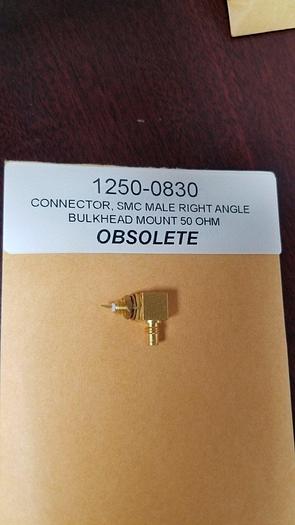 1250-0830
CONNECTOR, SMC MALE RIGHT ANGLE
BULKHEAD MOUNT 50 OHM
OBSOLETE